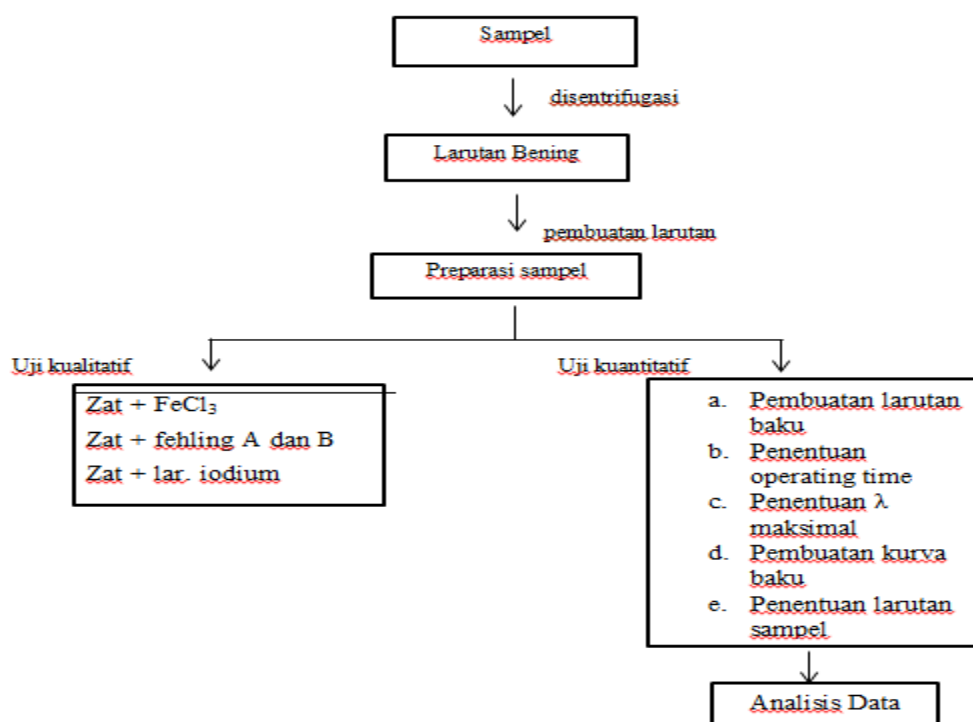 Sampel
disentrifugasi
Larutan Bening
pembuatan larutan
Preparasi sampel
Uji kualitatif
Zat + FeCl₃
Zat + fehling A dan B
Zat + lar. iodium
Uji kuantitatif
a. Pembuatan larutan
baku
b. Penentuan
operating time
c. Penentuan λ
maksimal
d. Pembuatan kurva
baku
e. Penentuan larutan
sampel
Analisis Data